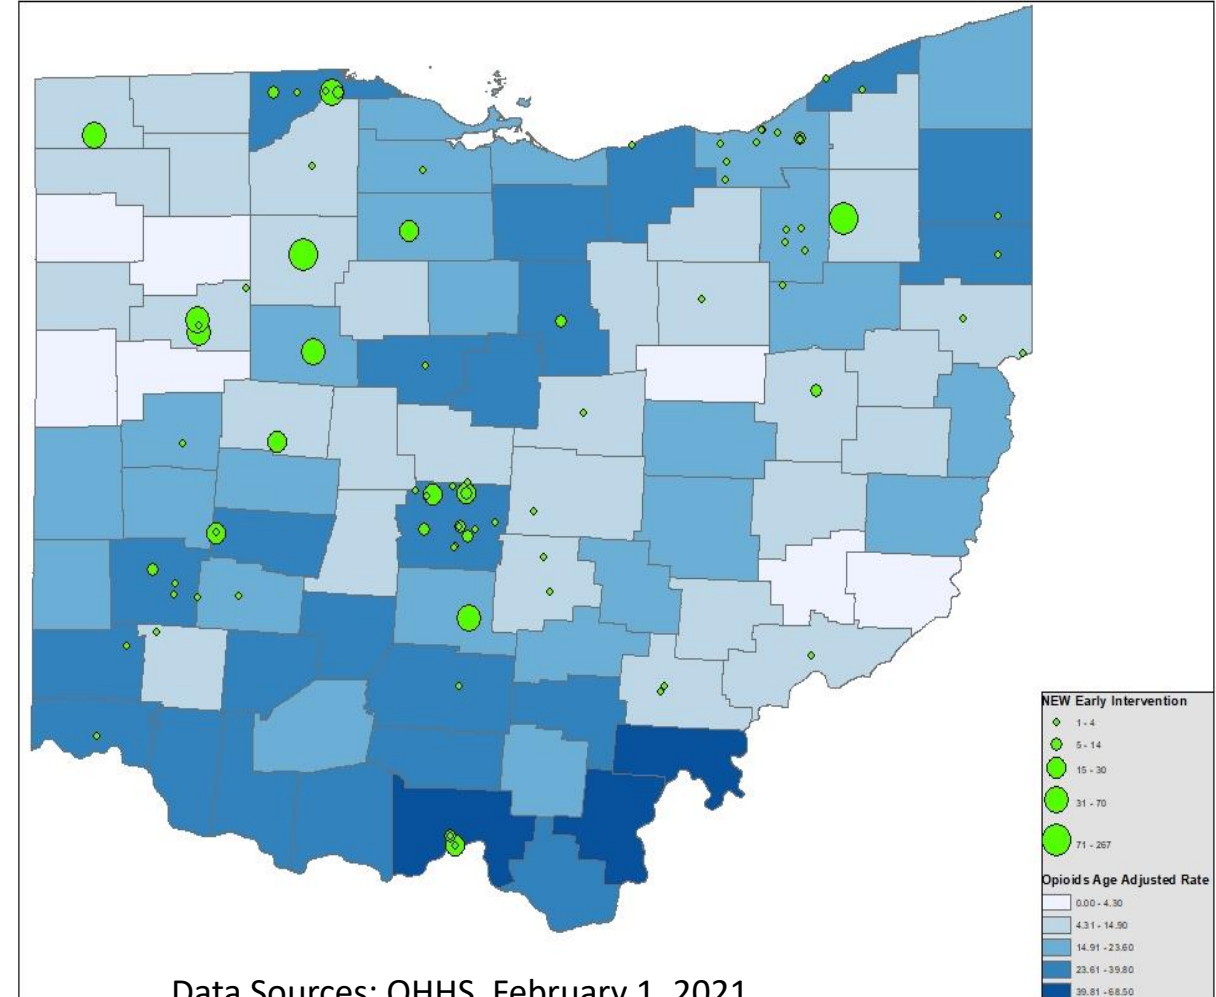 NEW Early Intervention
1 - 4
5 - 14
15 - 30
31 - 70
71 - 267
Opioids Age Adjusted Rate
0.00 - 4.30
4.31 - 14.90
14.91 - 23.60
23.61 - 39.80
39.81 - 68.50
Data Sources: OHHS, February 1, 2021